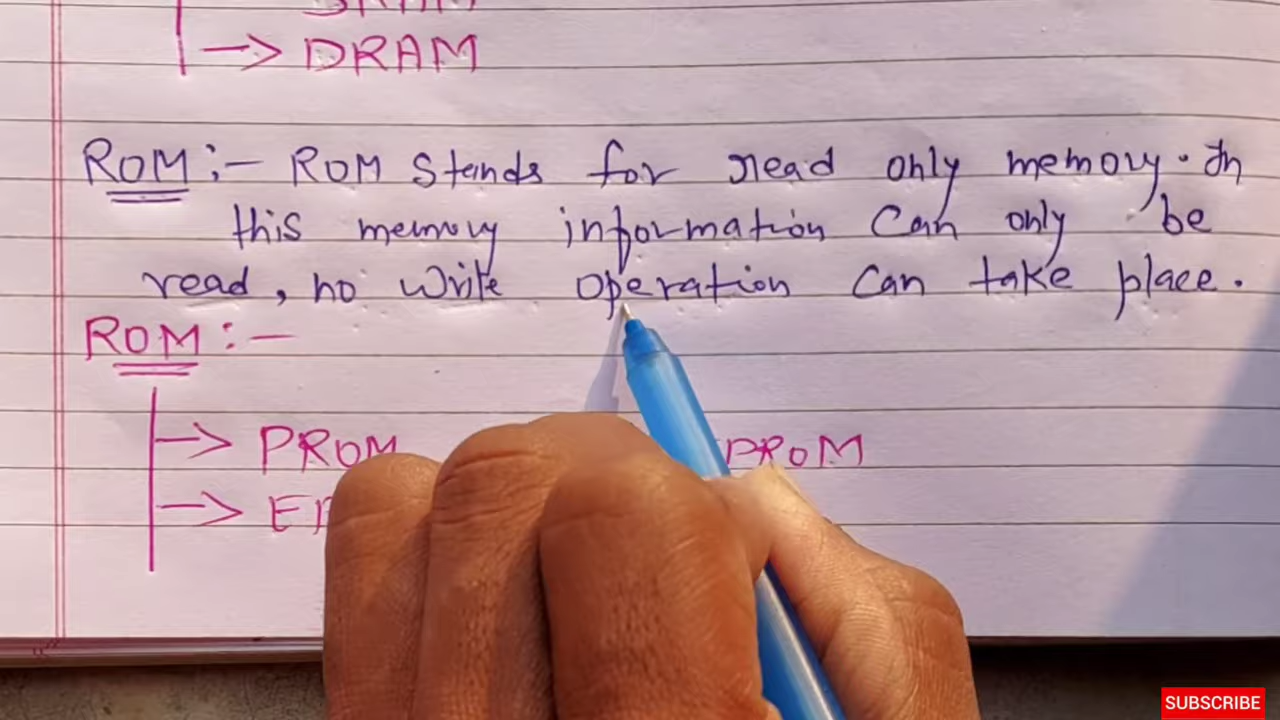 → DRAM
ROM :- ROM Stands for read only memory. In
this memory information Can only be
read, no write operation can take place.
ROM :-
→ PROM
→
SUBSCRIBE